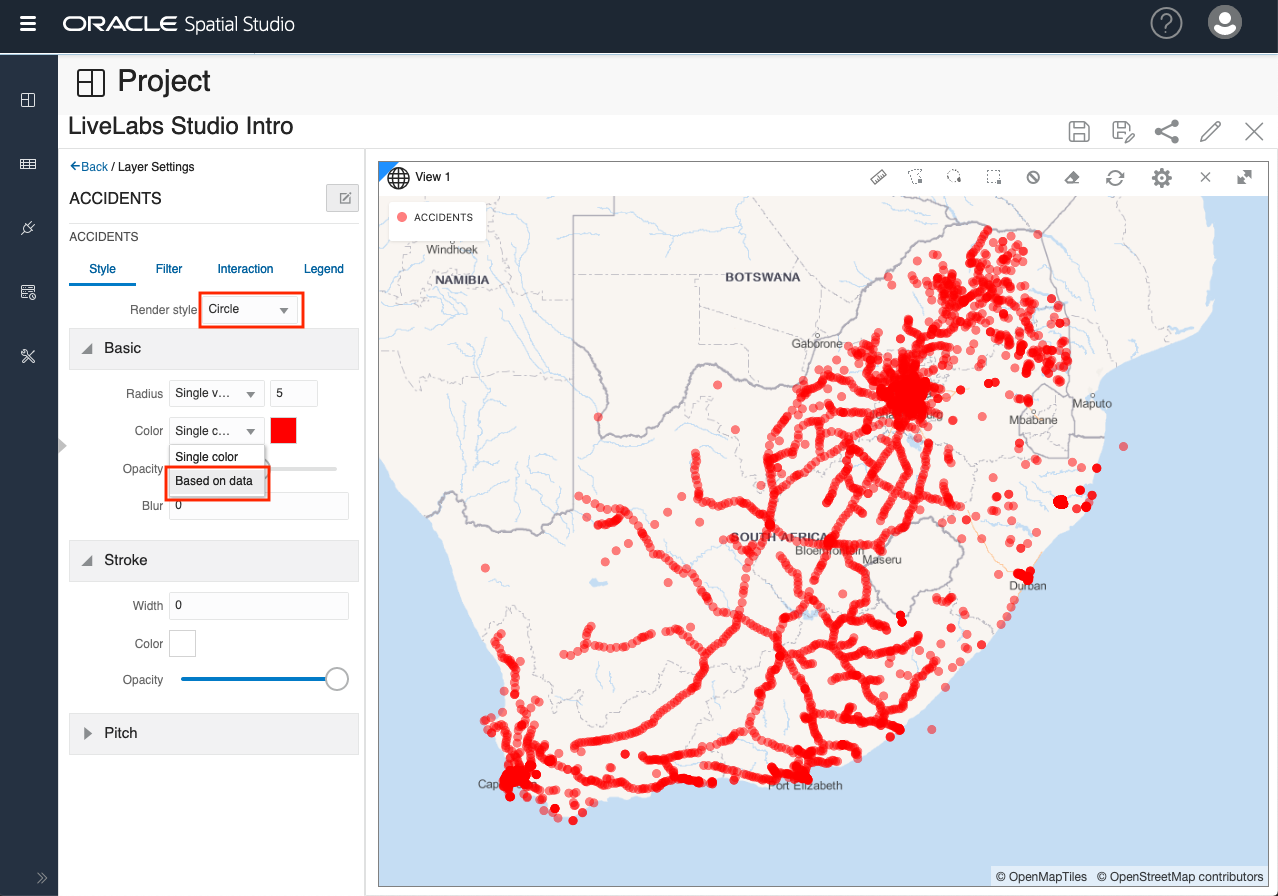 ORACLE Spatial Studio
Project
LiveLabs Studio Intro
Back / Layer Settings
ACCIDENTS
ACCIDENTS
Style Filter Interaction Legend
Render style Circle
Basic
Radius Single v... 5
Color Single c...
Single color
Opacity
Based on data
Blur 0
Stroke
Width 0
Color
Opacity
Pitch
View 1
ACCIDENTS
Windhoek
NAMIBIA
BOTSWANA
Gaborone
Maputo
Mbabane
SOUTH AFRICA
Bloemfontein
Maseru
Durban
Port Elizabeth
© OpenMapTiles © OpenStreetMap contributors